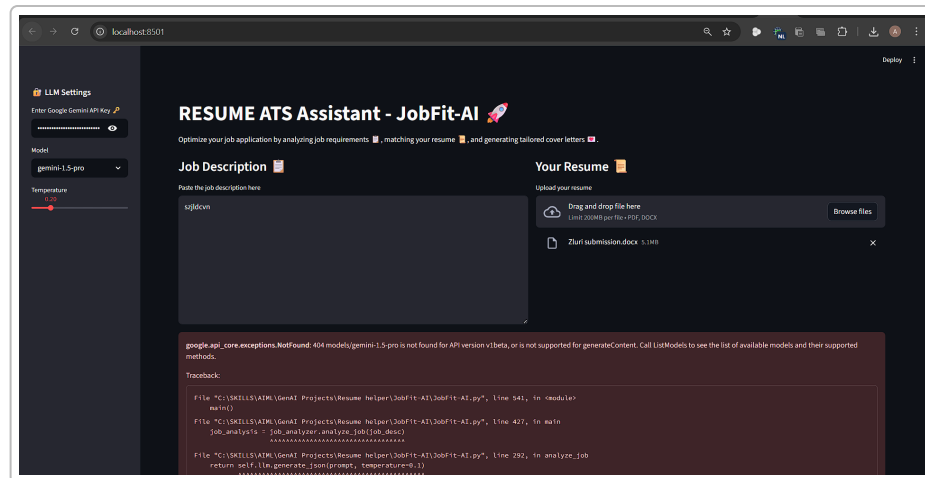 localhost:8501
Deploy
LLM Settings
Enter Google Gemini API Key
Model
gemini-1.5-pro
Temperature
0.20
RESUME ATS Assistant - JobFit-AI 🚀
Optimize your job application by analyzing job requirements 📋, matching your resume 📜, and generating tailored cover letters 💌.
Job Description 📋
Paste the job description here
szjldcvn
Your Resume 📜
Upload your resume
Drag and drop file here
Limit 200MB per file • PDF, DOCX
Browse files
Zluri submission.docx 5.1MB
google.api_core.exceptions.NotFound: 404 models/gemini-1.5-pro is not found for API version v1beta, or is not supported for generateContent. Call ListModels to see the list of available models and their supported
methods.
Traceback:
File "C:\SKILLS\AIML\GenAI Projects\Resume helper\JobFit-AI\JobFit-AI.py", line 541, in <module>
main()
File "C:\SKILLS\AIML\GenAI Projects\Resume helper\JobFit-AI\JobFit-AI.py", line 427, in main
job_analysis = job_analyzer.analyze_job(job_desc)
^^^^^^^^^^^^^^^^^^^^^^^^^^^^^^^^^^
File "C:\SKILLS\AIML\GenAI Projects\Resume helper\JobFit-AI\JobFit-AI.py", line 292, in analyze_job
return self.llm.generate_json(prompt, temperature=0.1)